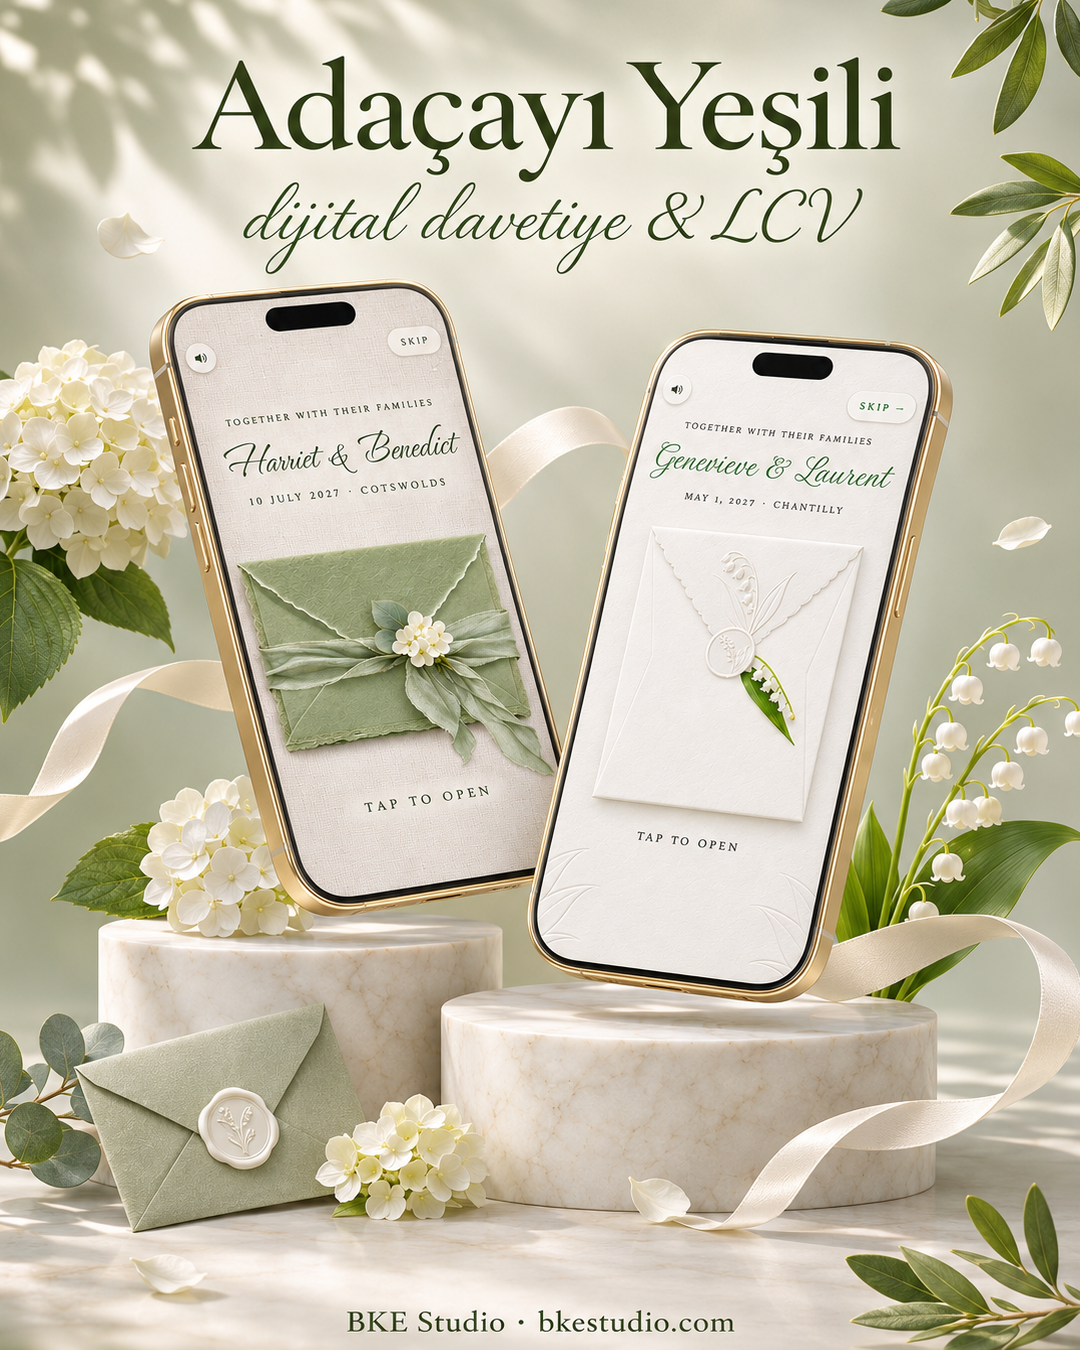 Adaçayı Yeşili
dijital davetiye & LCV
SKIP
TOGETHER WITH THEIR FAMILIES
Harriet & Benedict
10 JULY 2027 · COTSWOLDS
TAP TO OPEN
SKIP →
TOGETHER WITH THEIR FAMILIES
Genevieve & Laurent
MAY 1, 2027 · CHANTILLY
TAP TO OPEN
BKE Studio • bkestudio.com